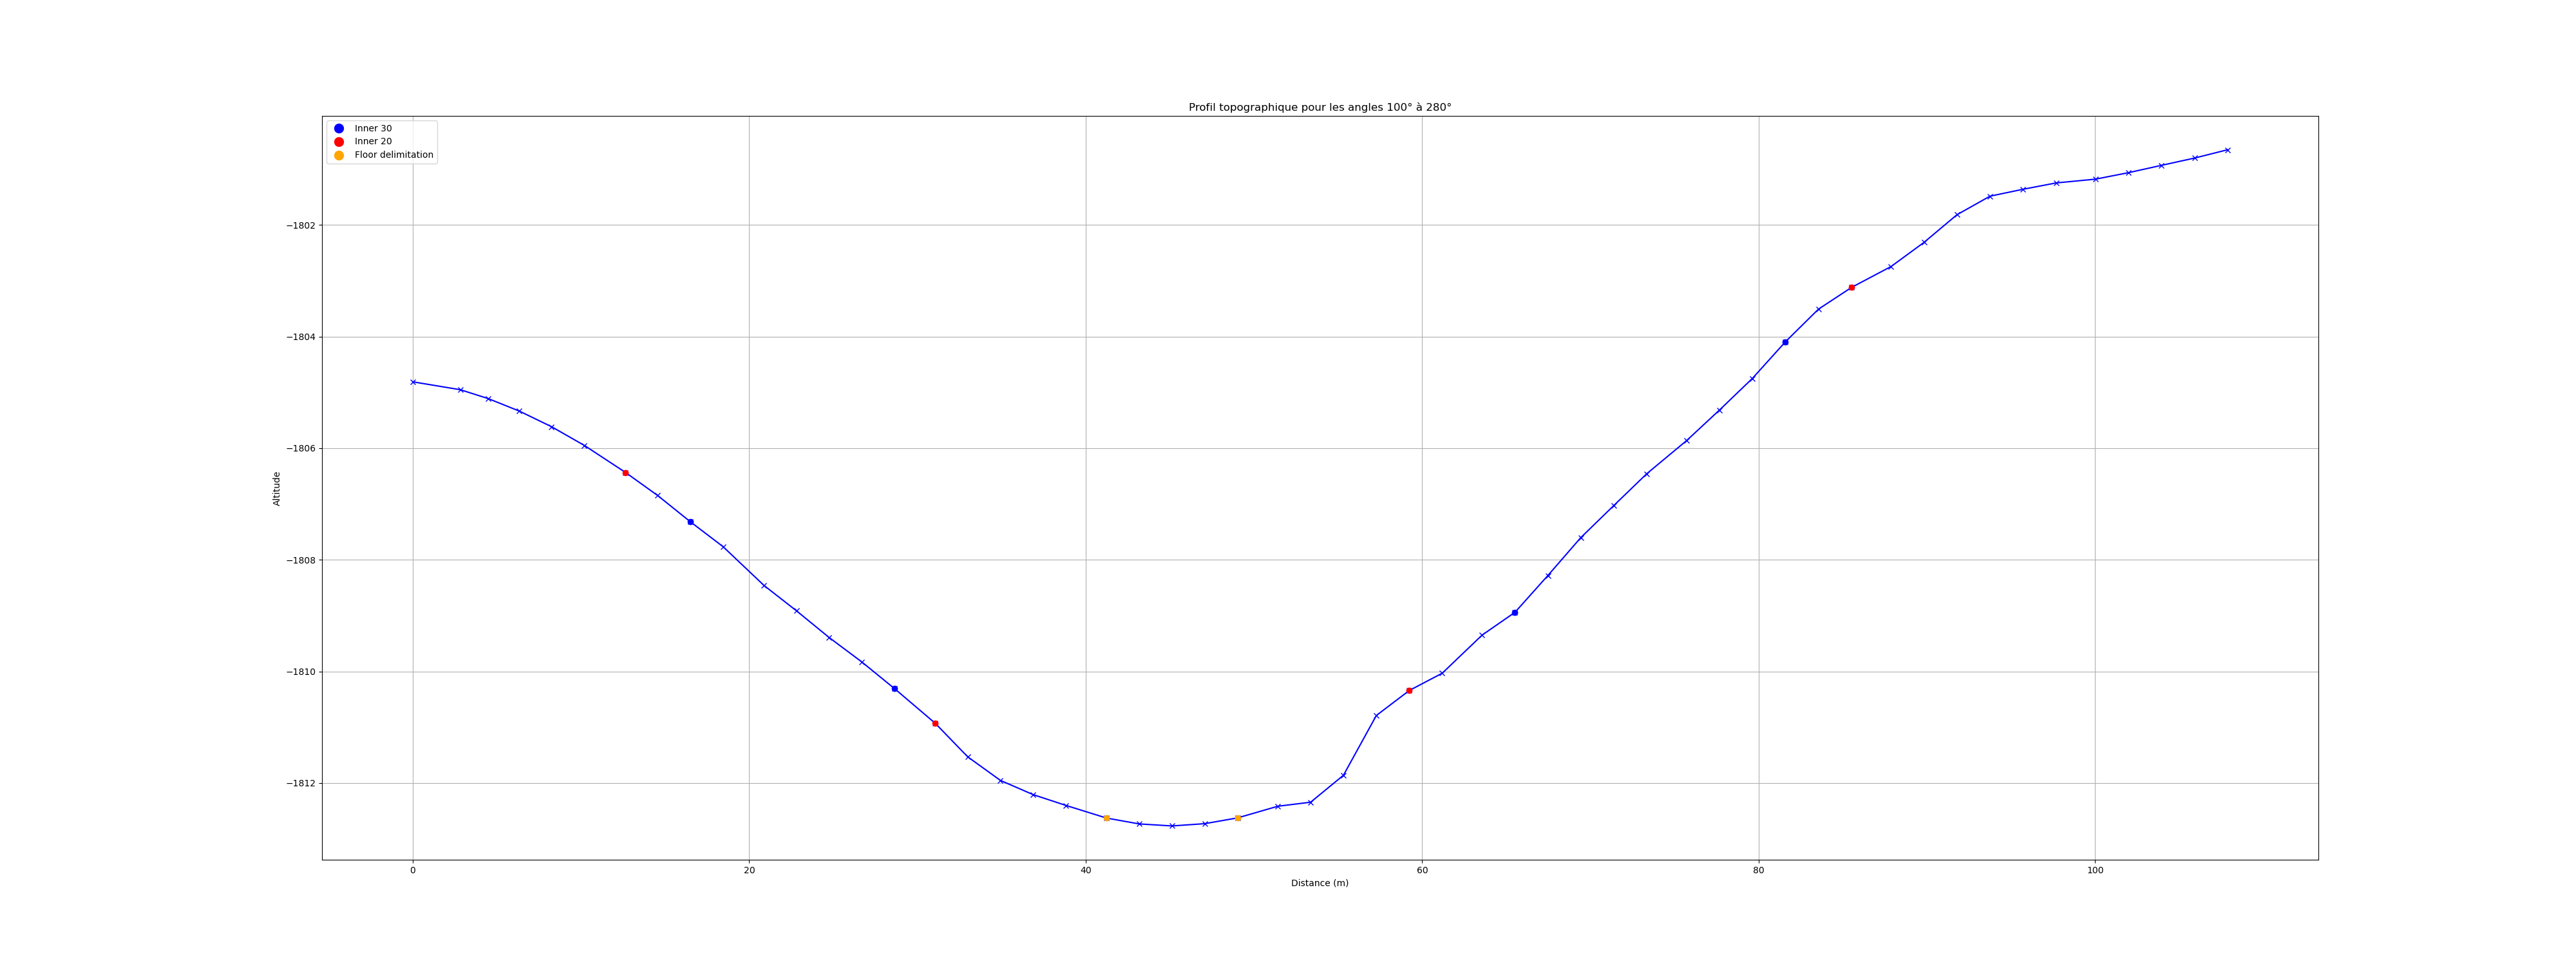 Profil topographique pour les angles 100° à 280°
Inner 30
Inner 20
Floor delimitation
Altitude
−1802
−1804
−1806
−1808
−1810
−1812
0
20
40
60
80
100
Distance (m)